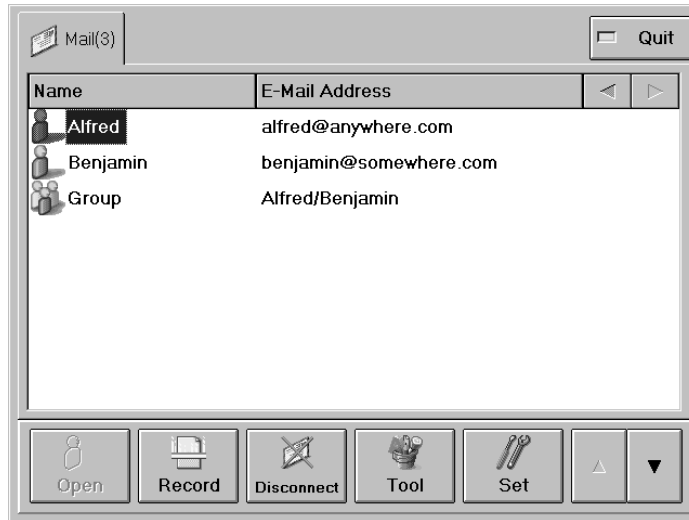 Mail(3)
Quit
Name E-Mail Address
Alfred alfred@anywhere.com
Benjamin benjamin@somewhere.com
Group Alfred/Benjamin
Open Record Disconnect Tool Set